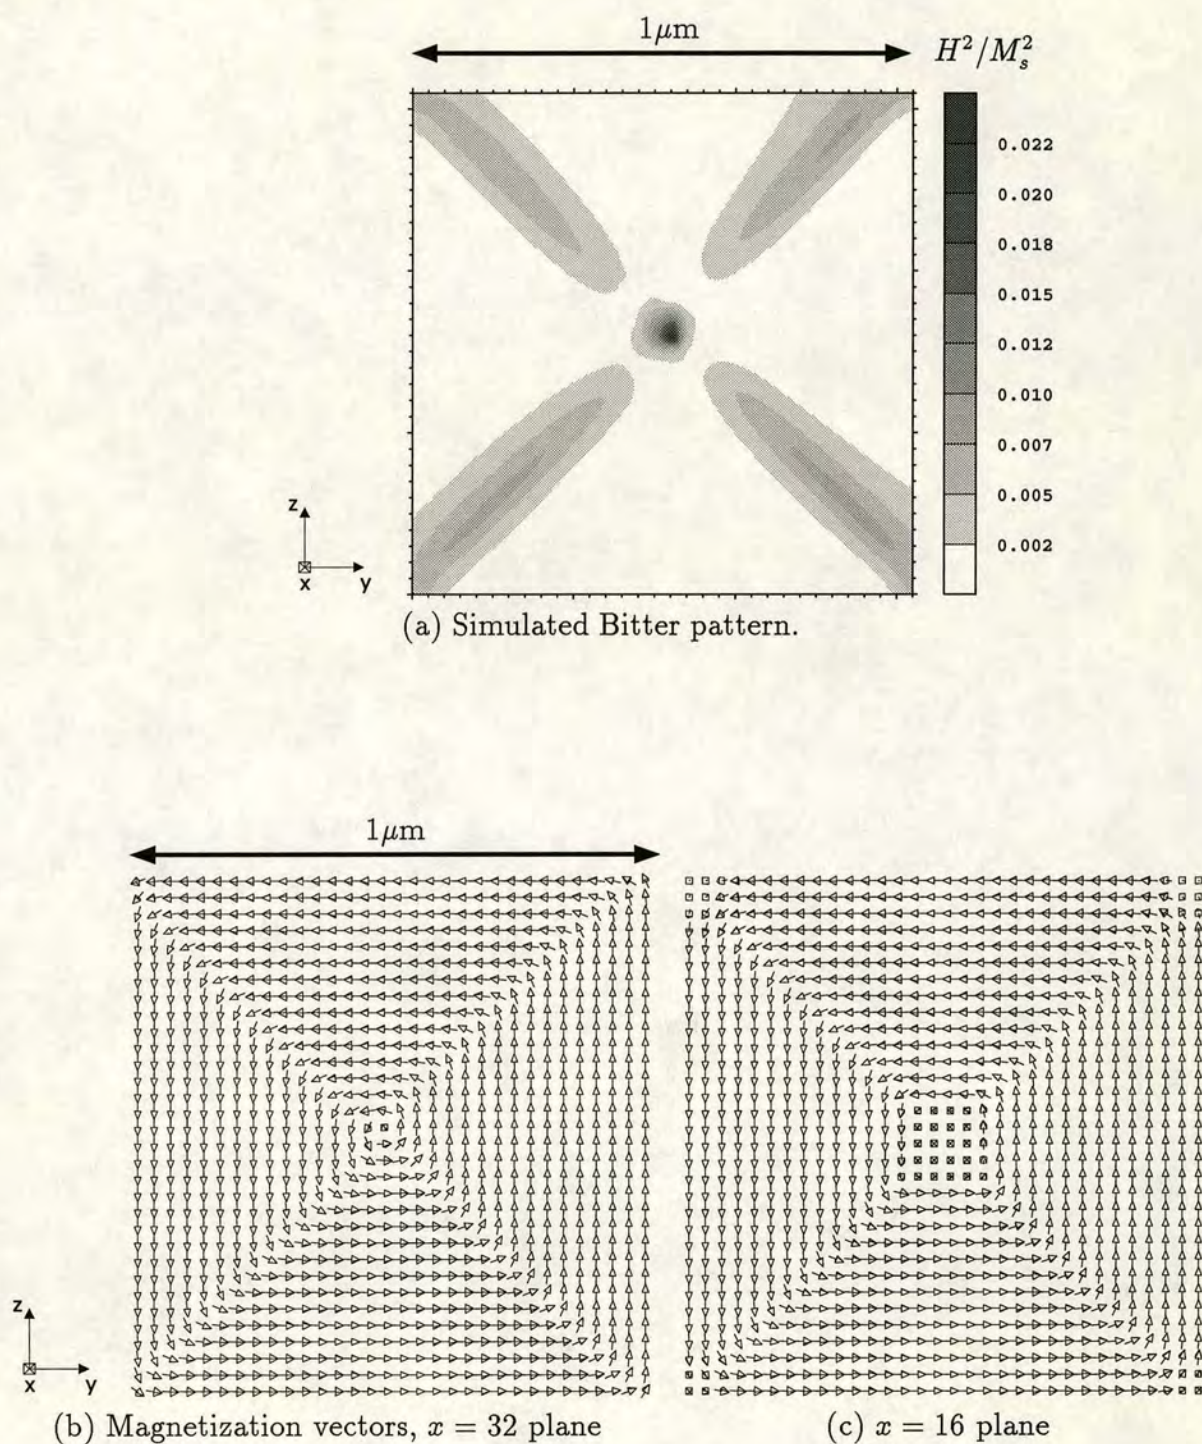 1μm
H²/Mₛ²
0.022
0.020
0.018
0.015
0.012
0.010
0.007
0.005
0.002
z
x y
(a) Simulated Bitter pattern.
1μm
z
x y
(b) Magnetization vectors, x = 32 plane
(c) x = 16 plane